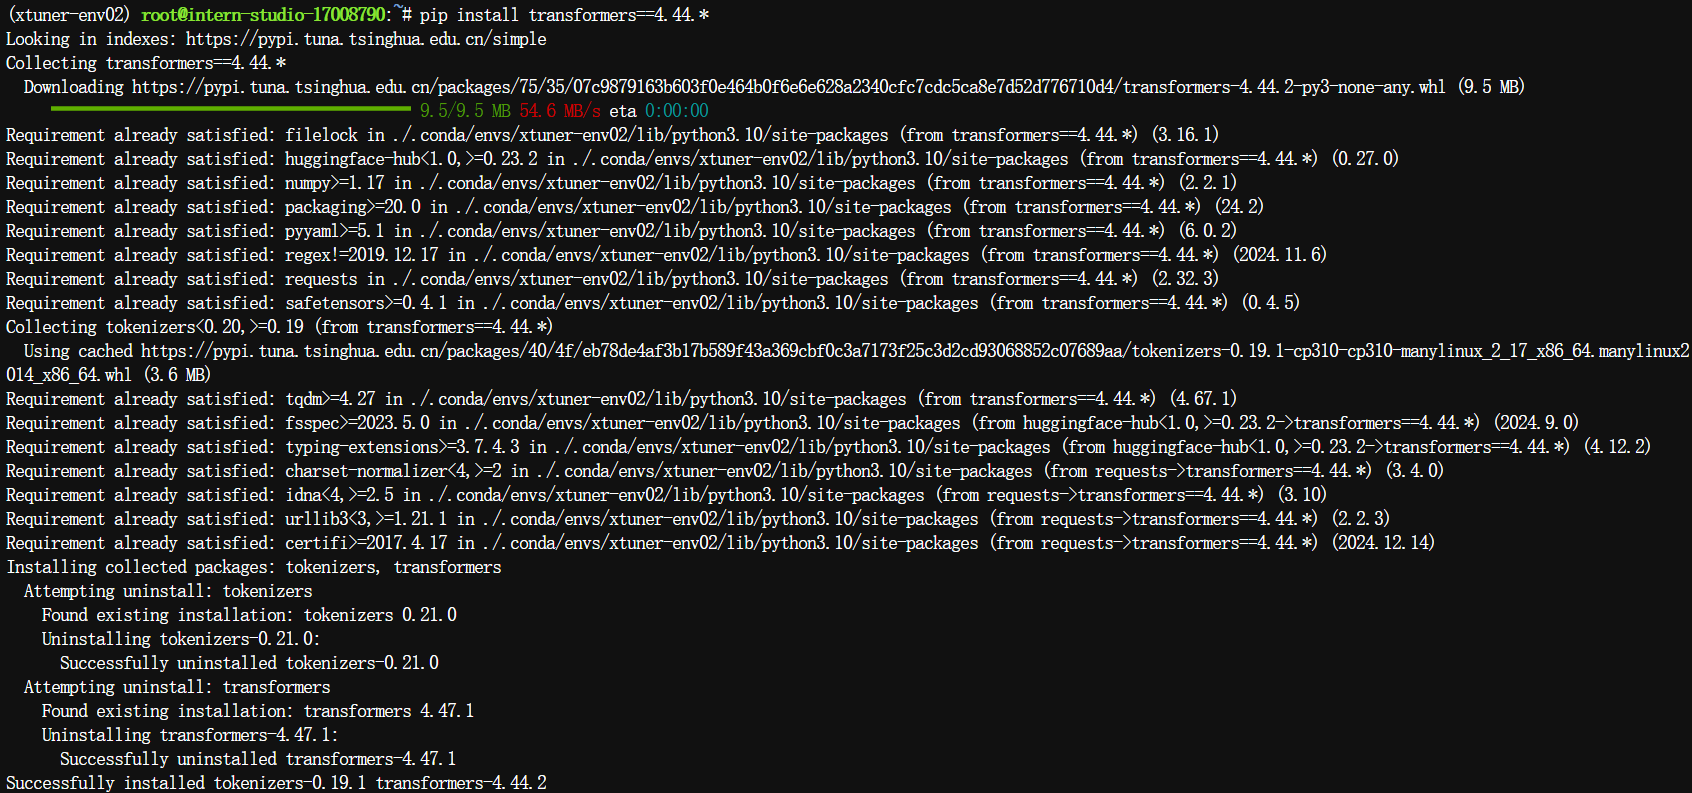 (xtuner-env02) root@intern-studio-17008790:~# pip install transformers==4.44.*
Looking in indexes: https://pypi.tuna.tsinghua.edu.cn/simple
Collecting transformers==4.44.*
  Downloading https://pypi.tuna.tsinghua.edu.cn/packages/75/35/07c9879163b603f0e464b0f6e6e628a2340cfc7cdc5ca8e7d52d776710d4/transformers-4.44.2-py3-none-any.whl (9.5 MB)
9.5/9.5 MB 54.6 MB/s eta 0:00:00
Requirement already satisfied: filelock in ./.conda/envs/xtuner-env02/lib/python3.10/site-packages (from transformers==4.44.*) (3.16.1)
Requirement already satisfied: huggingface-hub<1.0,>=0.23.2 in ./.conda/envs/xtuner-env02/lib/python3.10/site-packages (from transformers==4.44.*) (0.27.0)
Requirement already satisfied: numpy>=1.17 in ./.conda/envs/xtuner-env02/lib/python3.10/site-packages (from transformers==4.44.*) (2.2.1)
Requirement already satisfied: packaging>=20.0 in ./.conda/envs/xtuner-env02/lib/python3.10/site-packages (from transformers==4.44.*) (24.2)
Requirement already satisfied: pyyaml>=5.1 in ./.conda/envs/xtuner-env02/lib/python3.10/site-packages (from transformers==4.44.*) (6.0.2)
Requirement already satisfied: regex!=2019.12.17 in ./.conda/envs/xtuner-env02/lib/python3.10/site-packages (from transformers==4.44.*) (2024.11.6)
Requirement already satisfied: requests in ./.conda/envs/xtuner-env02/lib/python3.10/site-packages (from transformers==4.44.*) (2.32.3)
Requirement already satisfied: safetensors>=0.4.1 in ./.conda/envs/xtuner-env02/lib/python3.10/site-packages (from transformers==4.44.*) (0.4.5)
Collecting tokenizers<0.20,>=0.19 (from transformers==4.44.*)
  Using cached https://pypi.tuna.tsinghua.edu.cn/packages/40/4f/eb78de4af3b17b589f43a369cbf0c3a7173f25c3d2cd93068852c07689aa/tokenizers-0.19.1-cp310-cp310-manylinux_2_17_x86_64.manylinux2
014_x86_64.whl (3.6 MB)
Requirement already satisfied: tqdm>=4.27 in ./.conda/envs/xtuner-env02/lib/python3.10/site-packages (from transformers==4.44.*) (4.67.1)
Requirement already satisfied: fsspec>=2023.5.0 in ./.conda/envs/xtuner-env02/lib/python3.10/site-packages (from huggingface-hub<1.0,>=0.23.2->transformers==4.44.*) (2024.9.0)
Requirement already satisfied: typing-extensions>=3.7.4.3 in ./.conda/envs/xtuner-env02/lib/python3.10/site-packages (from huggingface-hub<1.0,>=0.23.2->transformers==4.44.*) (4.12.2)
Requirement already satisfied: charset-normalizer<4,>=2 in ./.conda/envs/xtuner-env02/lib/python3.10/site-packages (from requests->transformers==4.44.*) (3.4.0)
Requirement already satisfied: idna<4,>=2.5 in ./.conda/envs/xtuner-env02/lib/python3.10/site-packages (from requests->transformers==4.44.*) (3.10)
Requirement already satisfied: urllib3<3,>=1.21.1 in ./.conda/envs/xtuner-env02/lib/python3.10/site-packages (from requests->transformers==4.44.*) (2.2.3)
Requirement already satisfied: certifi>=2017.4.17 in ./.conda/envs/xtuner-env02/lib/python3.10/site-packages (from requests->transformers==4.44.*) (2024.12.14)
Installing collected packages: tokenizers, transformers
  Attempting uninstall: tokenizers
    Found existing installation: tokenizers 0.21.0
    Uninstalling tokenizers-0.21.0:
      Successfully uninstalled tokenizers-0.21.0
  Attempting uninstall: transformers
    Found existing installation: transformers 4.47.1
    Uninstalling transformers-4.47.1:
      Successfully uninstalled transformers-4.47.1
Successfully installed tokenizers-0.19.1 transformers-4.44.2